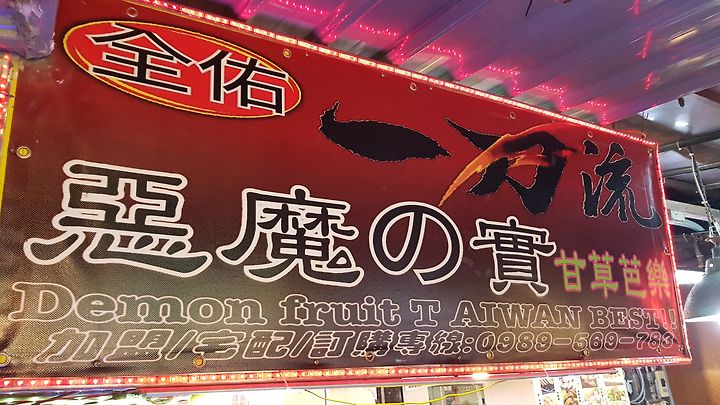 全佑
一刀流
惡魔の實
甘草芭樂
Demon fruit T AIWAN BEST!!
加盟/宅配/訂購專線:0989-569-783